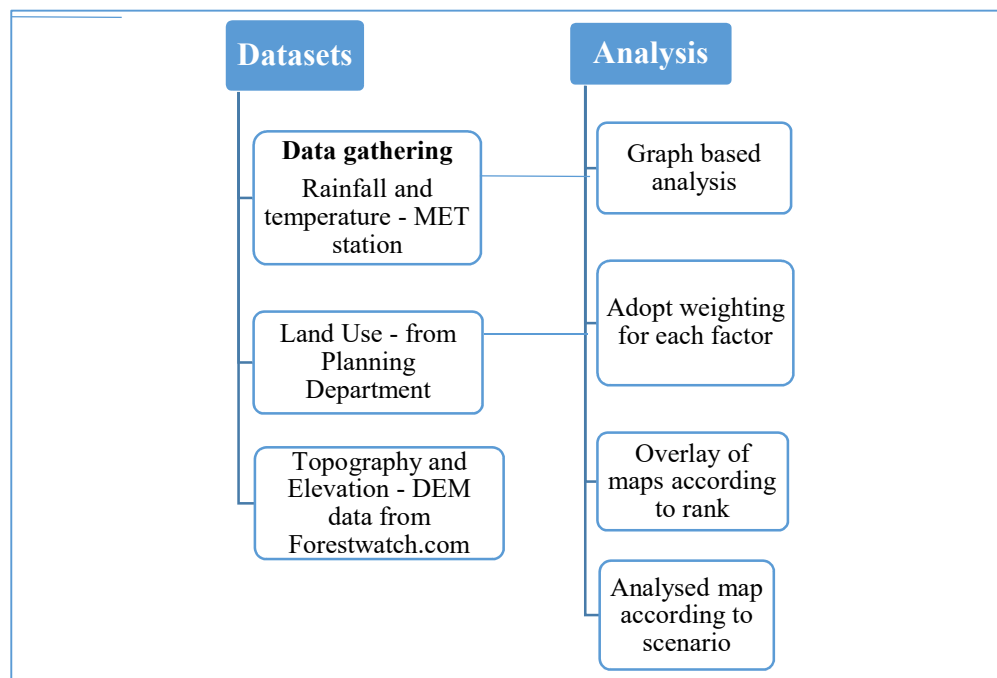 Datasets
Data gathering
Rainfall and
temperature - MET
station
Land Use - from
Planning
Department
Topography and
Elevation - DEM
data from
Forestwatch.com
Analysis
Graph based
analysis
Adopt weighting
for each factor
Overlay of
maps according
to rank
Analysed map
according to
scenario